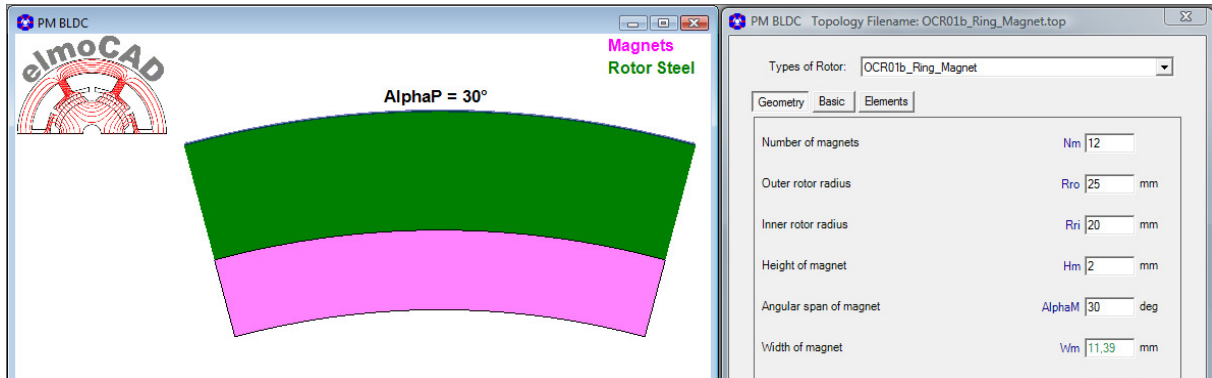 PM BLDC
elmoCAD
Magnets
Rotor Steel
AlphaP = 30°
PM BLDC Topology Filename: OCR01b_Ring_Magnet.top
Types of Rotor: OCR01b_Ring_Magnet
Geometry Basic Elements
Number of magnets Nm 12
Outer rotor radius Rro 25 mm
Inner rotor radius Rri 20 mm
Height of magnet Hm 2 mm
Angular span of magnet AlphaM 30 deg
Width of magnet Wm 11,39 mm